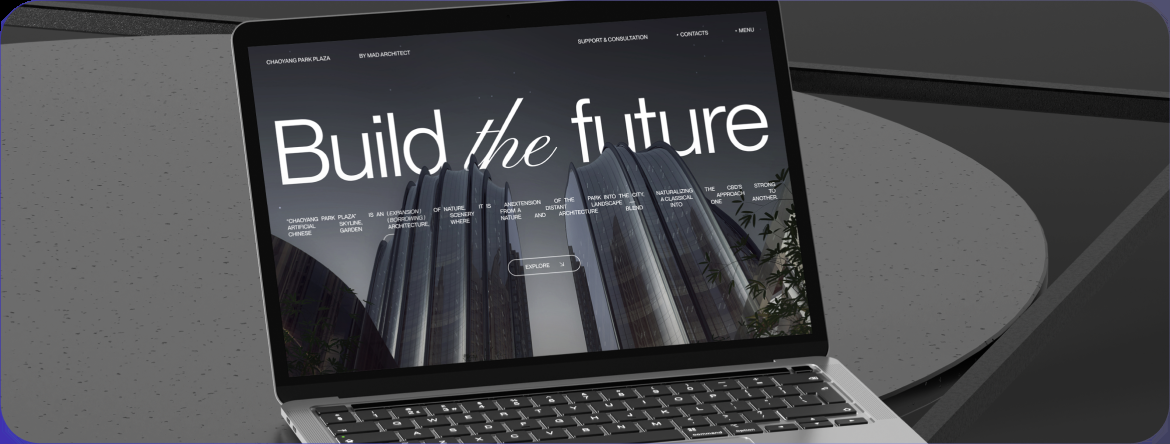 CHAOYANG PARK PLAZA BY MAD ARCHITECT SUPPORT & CONSULTATION • CONTACTS • MENU
Build the future
"CHAOYANG PARK PLAZA" IS AN (EXPANSION) OF NATURE. IT IS ANEXTENSION OF THE PARK INTO THE CITY, NATURALIZING THE CBD'S STRONG
ARTIFICIAL SKYLINE, (BORROWING) SCENERY FROM A DISTANT LANDSCAPE — A CLASSICAL APPROACH TO
CHINESE GARDEN ARCHITECTURE, WHERE NATURE AND ARCHITECTURE BLEND INTO ONE ANOTHER.
EXPLORE